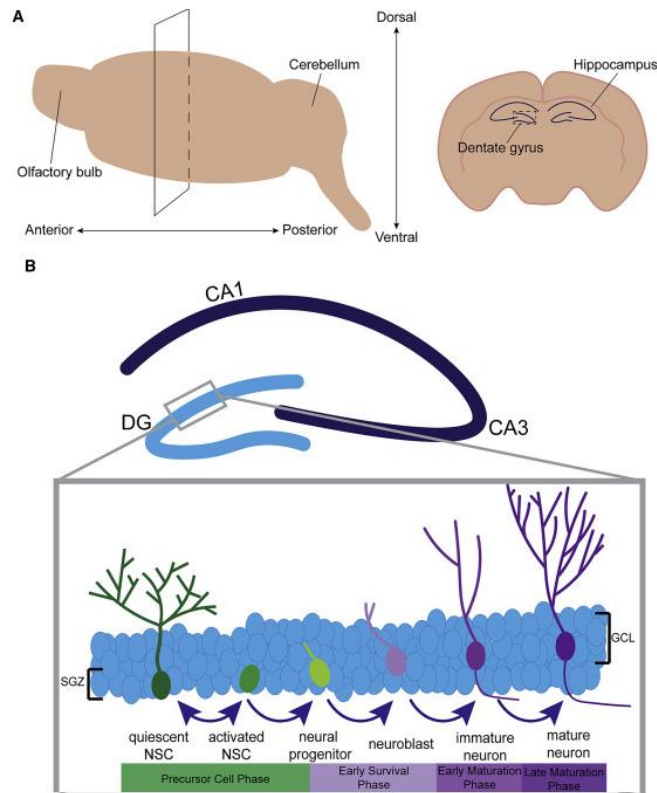 A
Dorsal
Cerebellum
Hippocampus
Olfactory bulb
Dentate gyrus
Anterior
Posterior
Ventral
B
CA1
DG
CA3
SGZ
GCL
quiescent
NSC
activated
NSC
neural
progenitor
neuroblast
immature
neuron
mature
neuron
Precursor Cell Phase
Early Survival
Phase
Early Maturation
Phase
Late Maturation
Phase